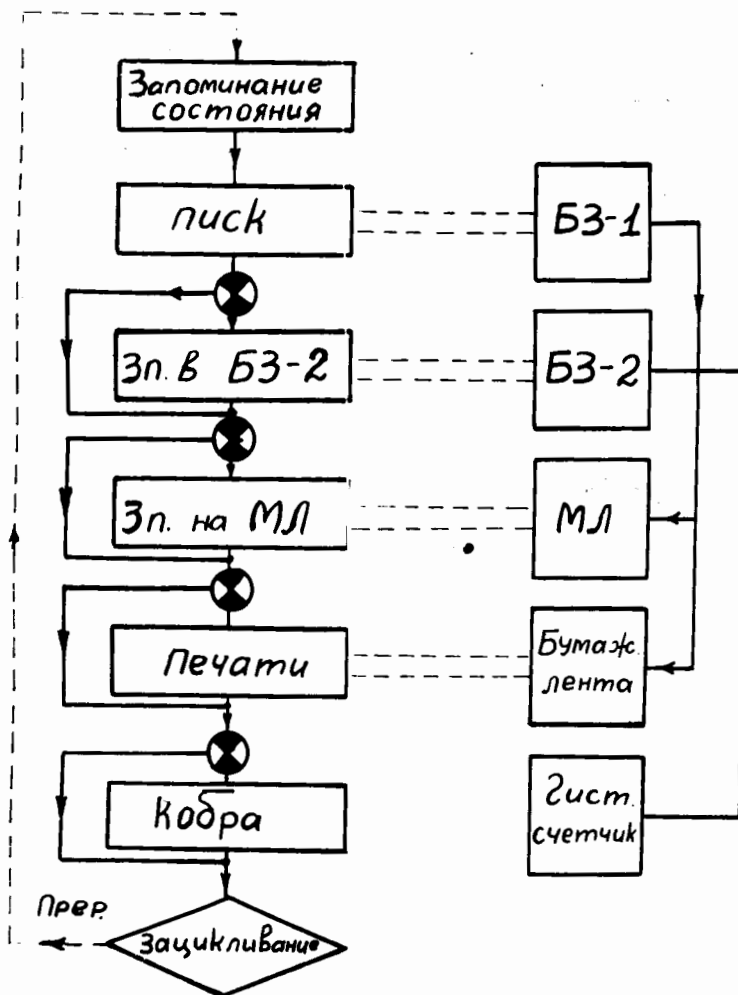 Запоминание
состояния
писк
БЗ-1
Зп. в БЗ-2
БЗ-2
Зп. на МЛ
МЛ
Печати
Бумаж.
лента
Кобра
Гист.
счетчик
Прер.
Зацикливание